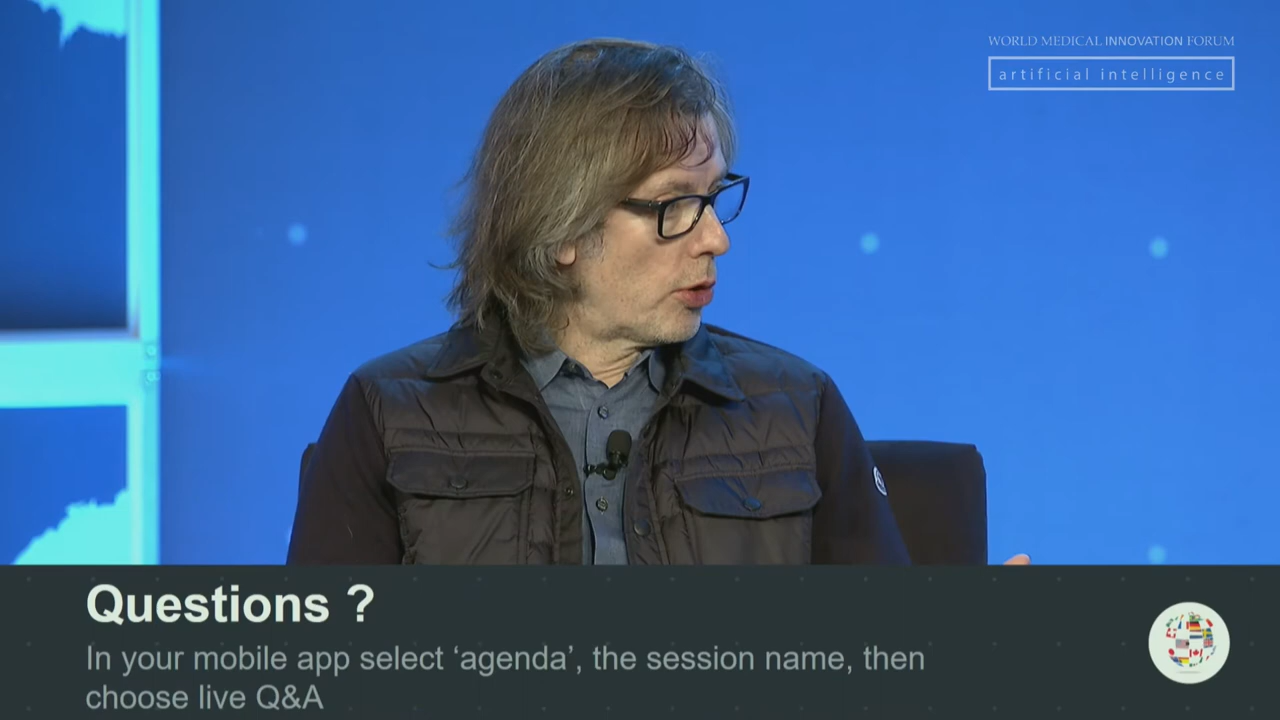 WORLD MEDICAL INNOVATION FORUM
artificial intelligence
Questions ?
In your mobile app select ‘agenda’, the session name, then
choose live Q&A